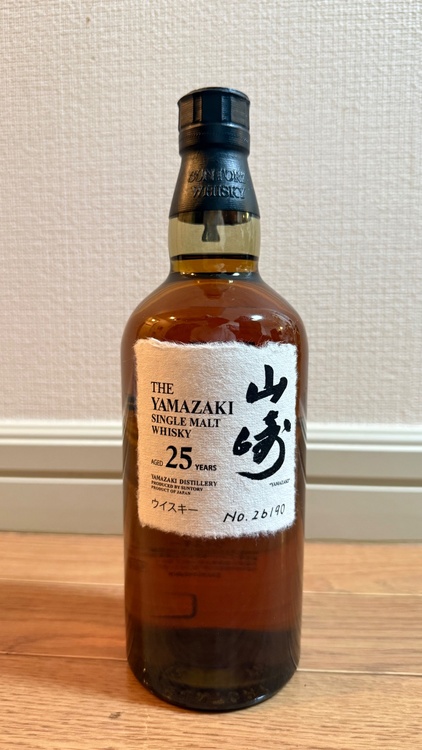 SUNTORY
WHISKY
THE
YAMAZAKI
SINGLE MALT
WHISKY
AGED 25 YEARS
YAMAZAKI DISTILLERY
PRODUCED BY SUNTORY
PRODUCT OF JAPAN
ウイスキー
山崎
"YAMAZAKI"
No. 26190